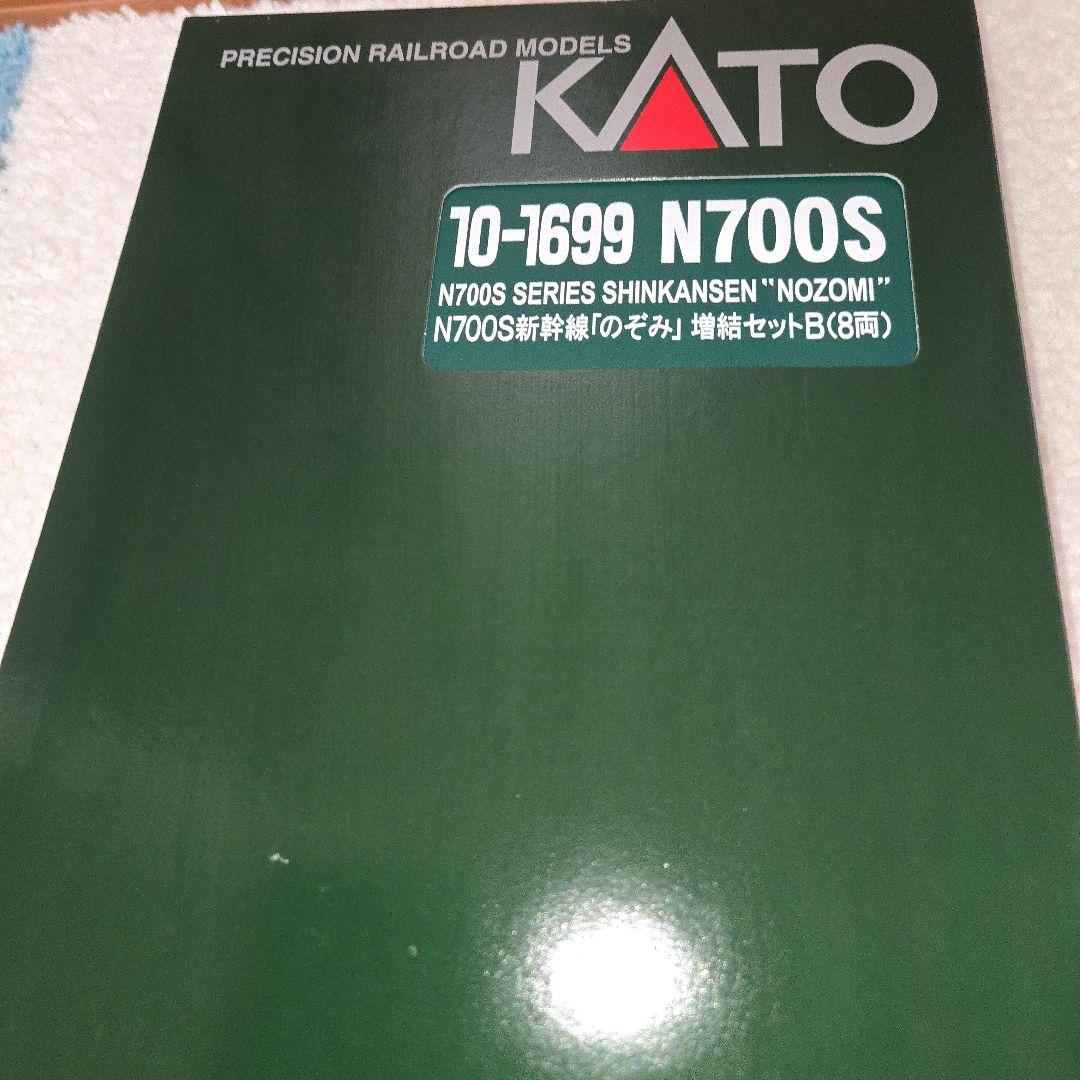 PRECISION RAILROAD MODELS
KATO
10-1699 N700S
N700S SERIES SHINKANSEN "NOZOMI"
N700S新幹線「のぞみ」増結セットB(8両)